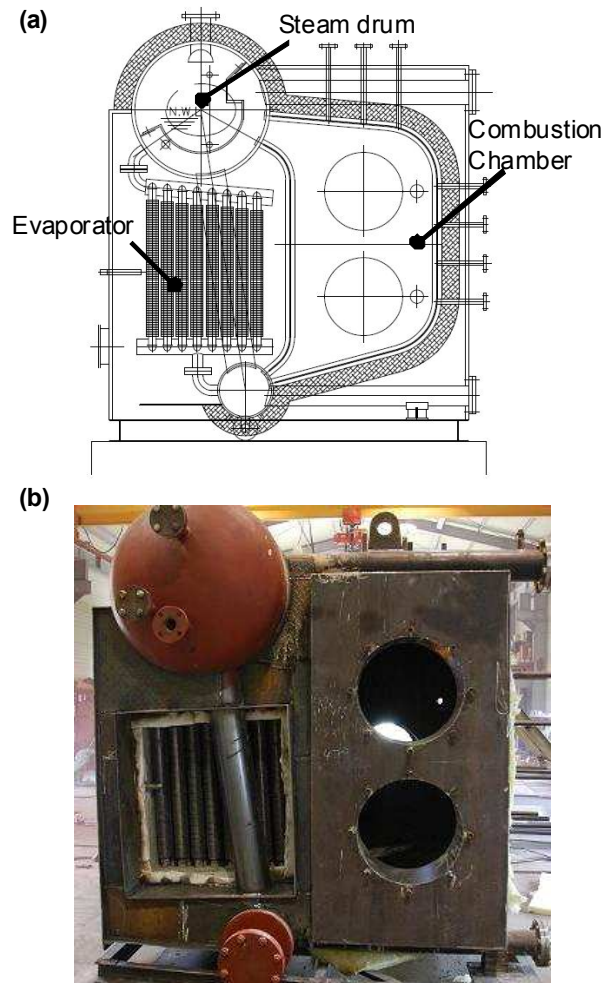 (a)
Steam drum
N.W.
Combustion
Chamber
Evaporator
(b)